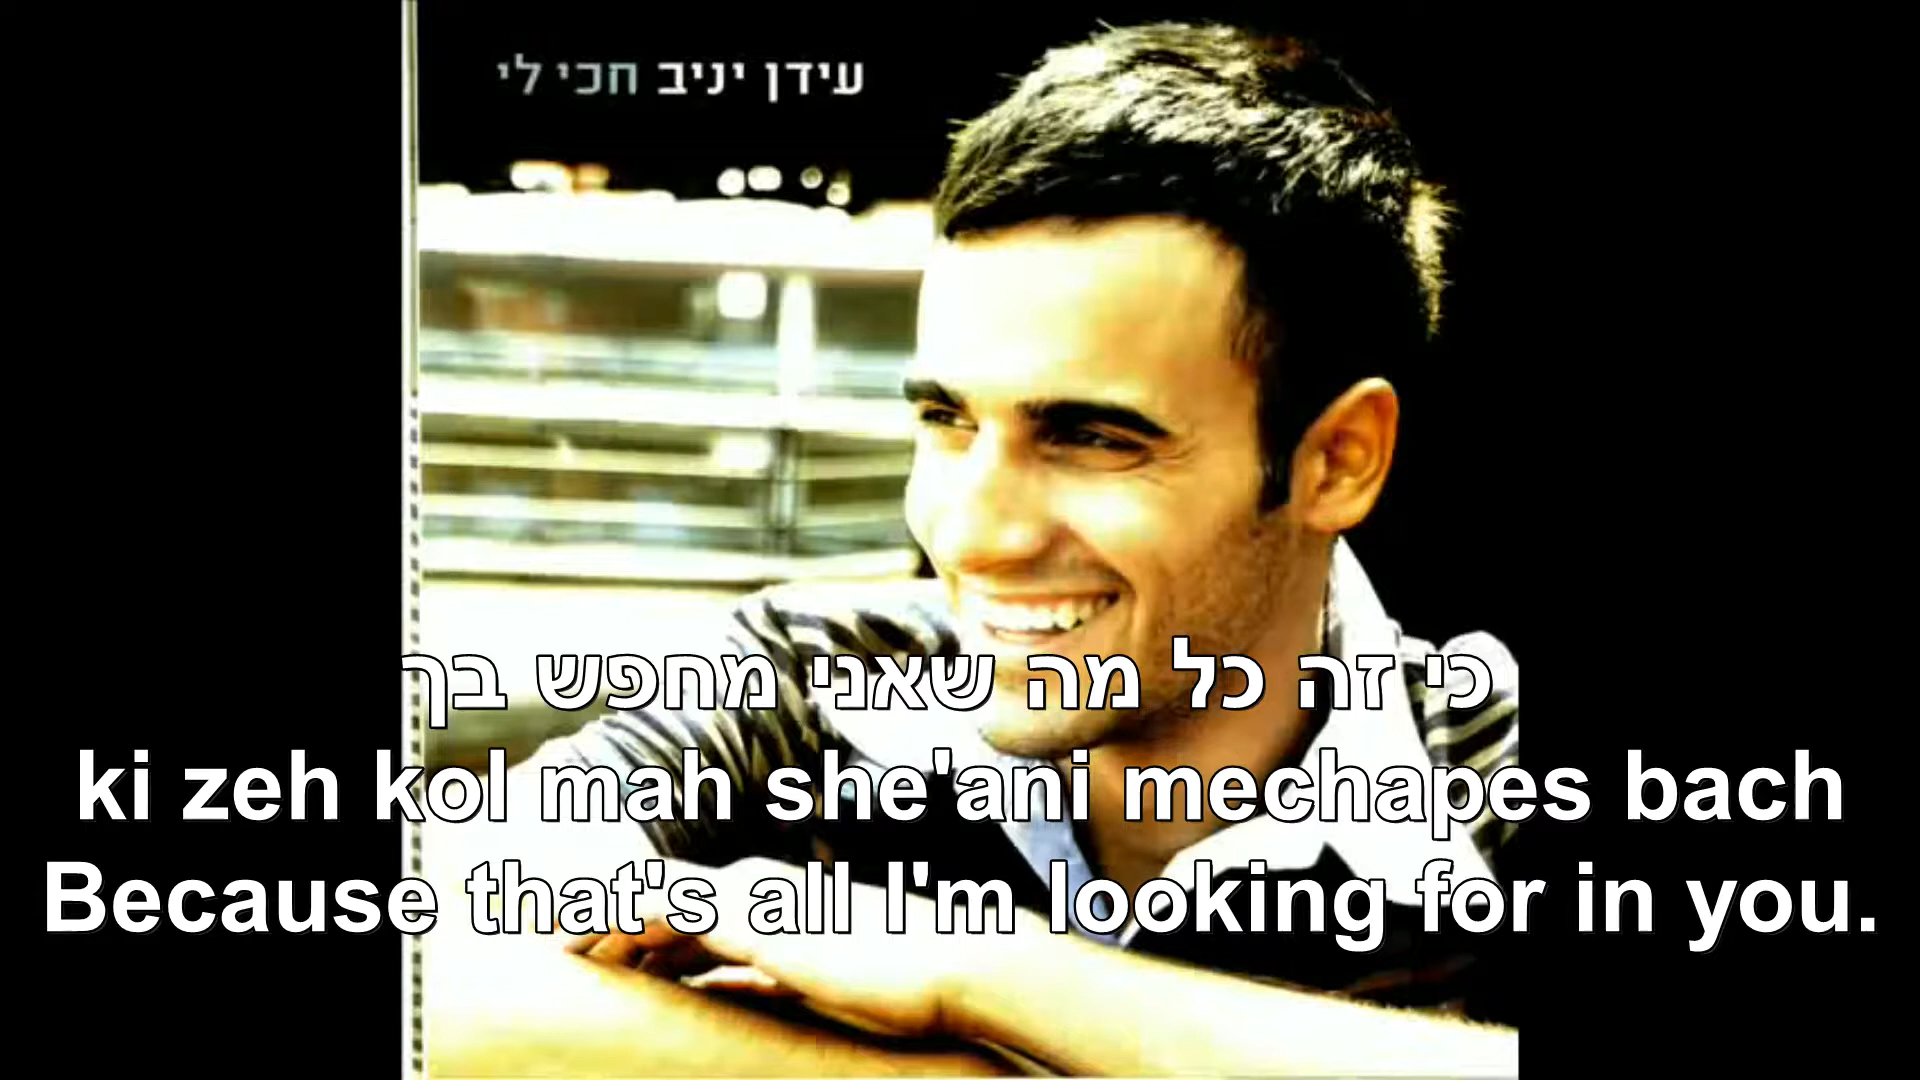 עידן יניב חכי לי
כי זה כל מה שאני מחפש בך
ki zeh kol mah she'ani mechapes bach
Because that's all I'm looking for in you.